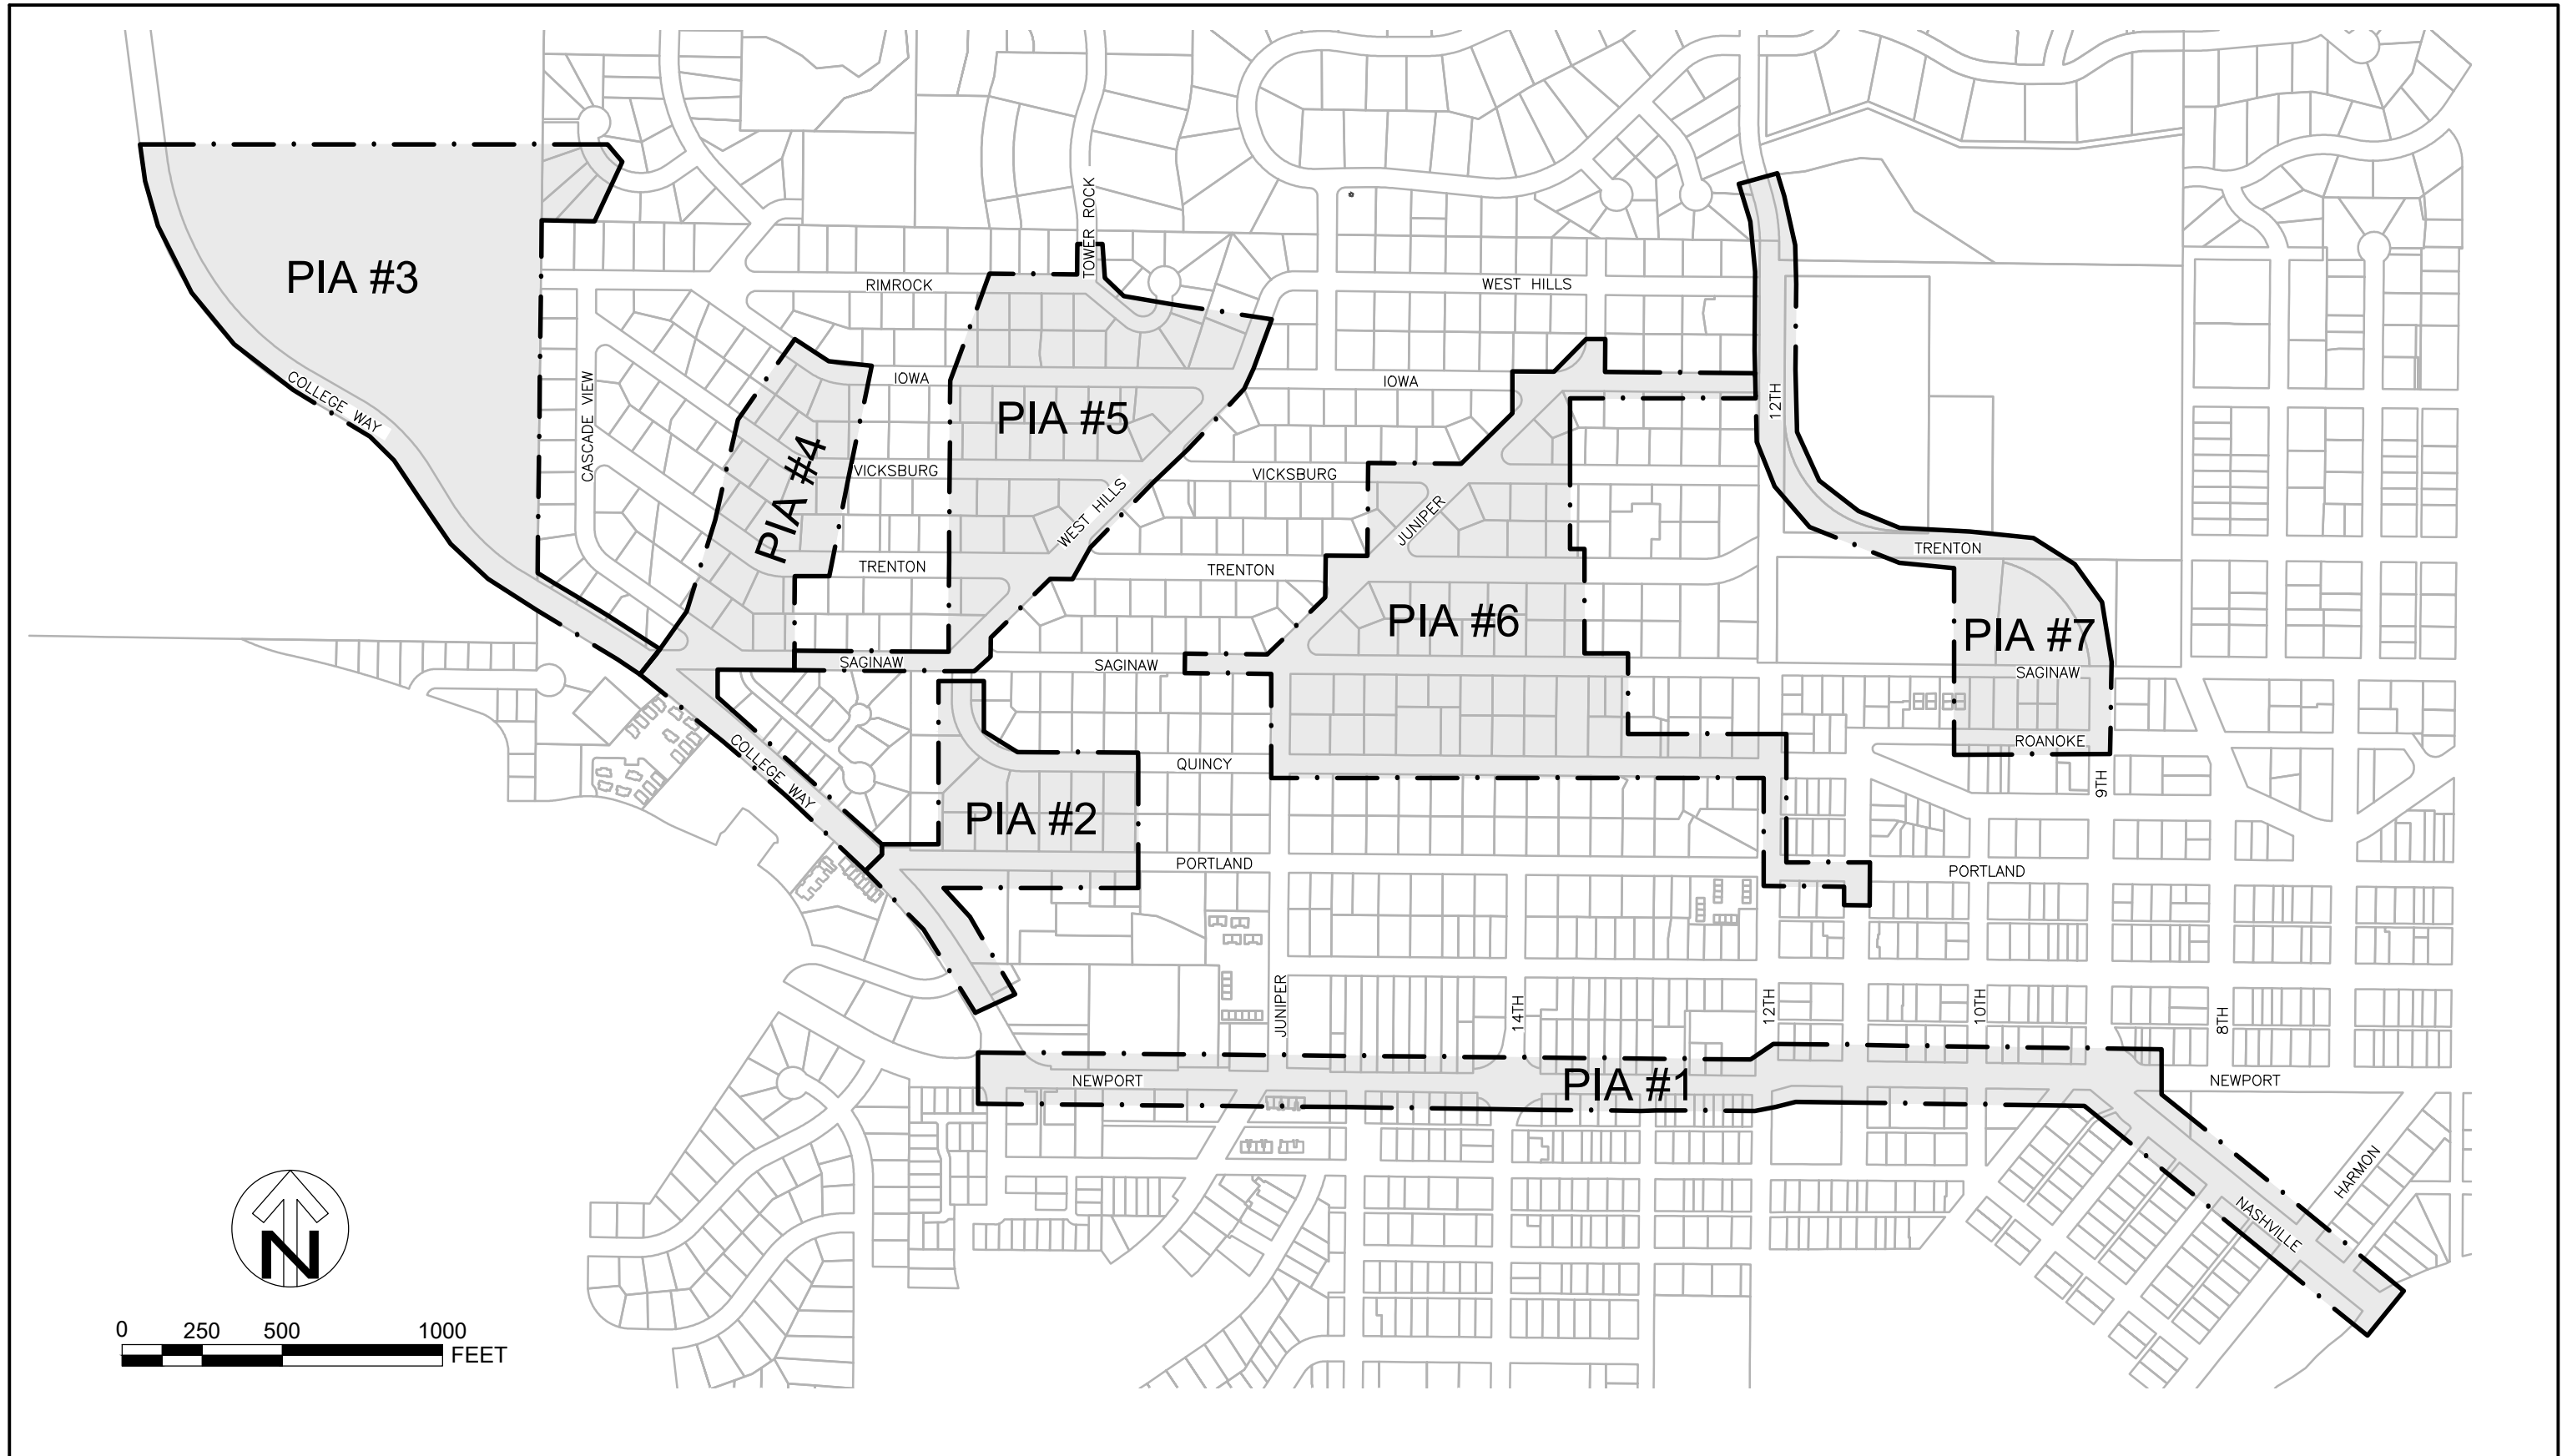 TOWER ROCK
PIA #3
RIMROCK
WEST HILLS
COLLEGE WAY
CASCADE VIEW
IOWA
IOWA
12TH
PIA #5
PIA #4
VICKSBURG
VICKSBURG
WEST HILLS
JUNIPER
TRENTON
TRENTON
TRENTON
PIA #6
PIA #7
SAGINAW
SAGINAW
SAGINAW
ROANOKE
COLLEGE WAY
QUINCY
9TH
PIA #2
PORTLAND
PORTLAND
JUNIPER
14TH
12TH
10TH
8TH
NEWPORT
PIA #1
NEWPORT
HARMON
NASHVILLE
N
0 250 500 1000
FEET